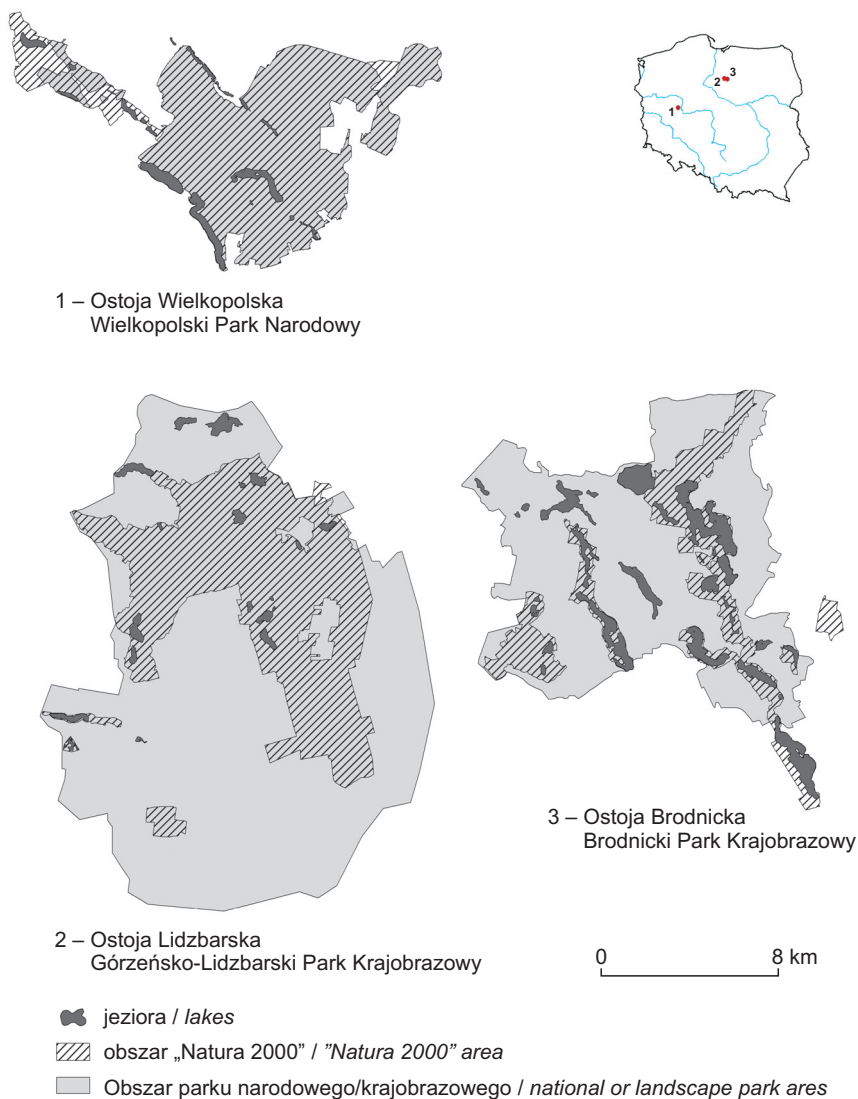 2 3
1
1 – Ostoja Wielkopolska
Wielkopolski Park Narodowy
3 – Ostoja Brodnicka
Brodnicki Park Krajobrazowy
2 – Ostoja Lidzbarska
Górzeńsko-Lidzbarski Park Krajobrazowy
0 8 km
jeziora / lakes
obszar „Natura 2000” / ”Natura 2000” area
Obszar parku narodowego/krajobrazowego / national or landscape park ares